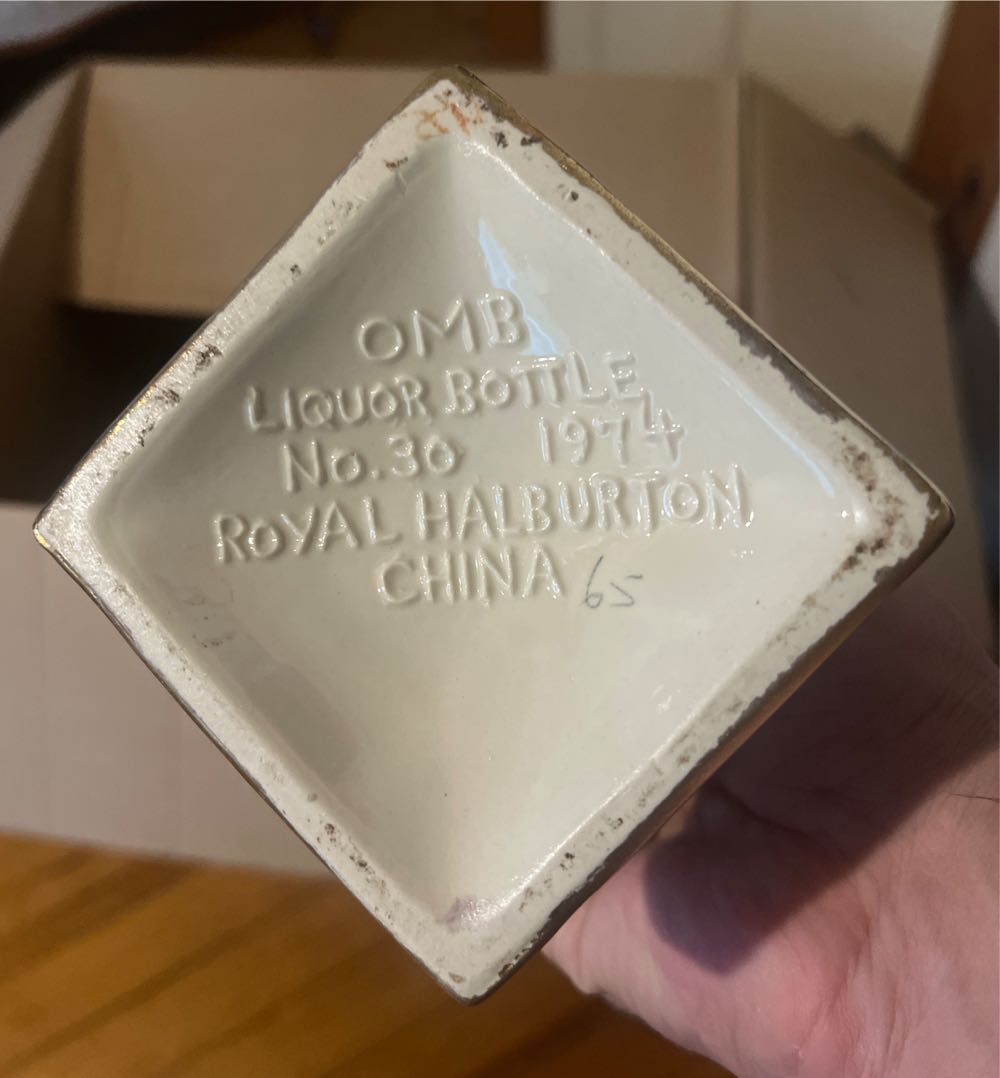 OMB
LIQUOR BOTTLE
No.30 1974
ROYAL HALBURTON
CHINA 65